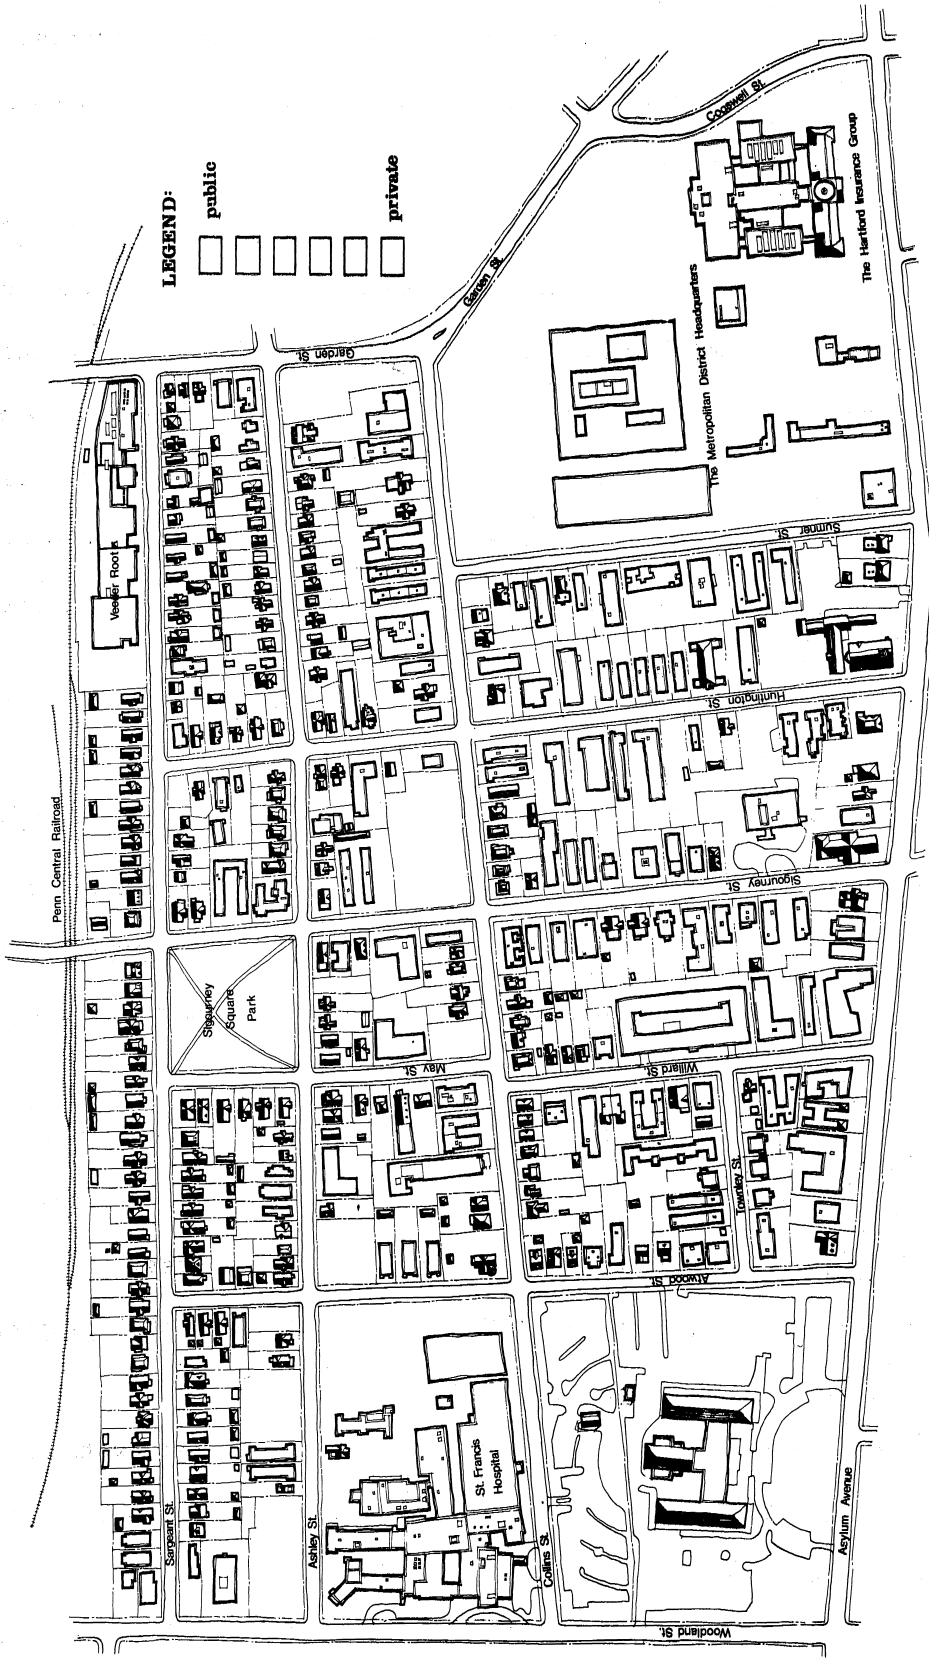 LEGEND:
public
private
Penn Central Railroad
Veeder Root
Garden St.
Garden St.
Cogswell St.
The Metropolitan District Headquarters
The Hartford Insurance Group
Sumner St.
Huntington St.
Sigourney St.
Sigourney
Square
Park
May St.
Willard St.
Townley St.
Atwood St.
St. Francis
Hospital
Sargeant St.
Ashley St.
Collins St.
Asylum Avenue
Woodland St.